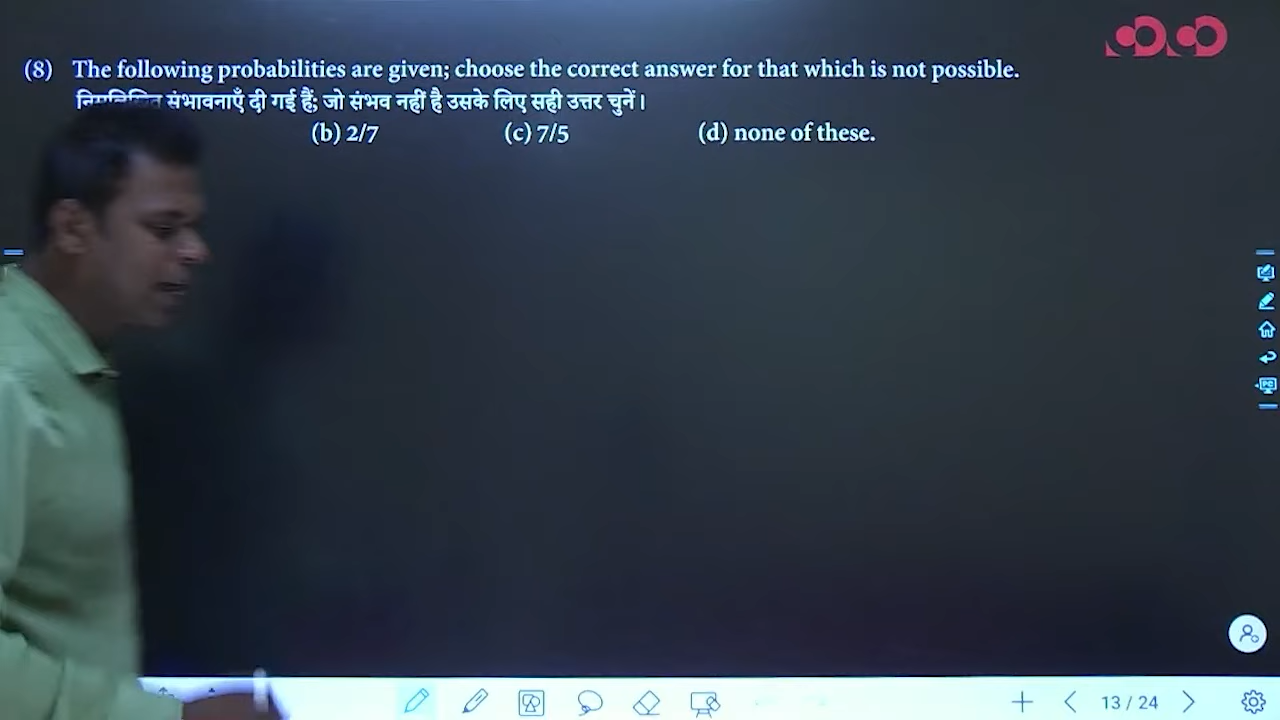 (8) The following probabilities are given; choose the correct answer for that which is not possible.
संभावनाएँ दी गई हैं; जो संभव नहीं है उसके लिए सही उत्तर चुनें।
(b) 2/7 (c) 7/5 (d) none of these.
PC
13 / 24